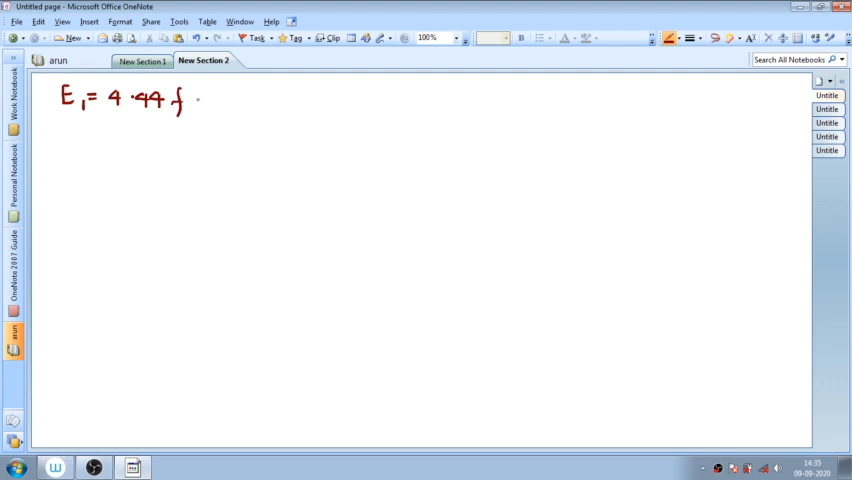 Untitled page - Microsoft Office OneNote
File Edit View Insert Format Share Tools Table Window Help
New Task Tag Clip 100% B A
arun New Section 1 New Section 2 Search All Notebooks
E₁ = 4.44 f
Untitle
Untitle
Untitle
Untitle
Untitle
Work Notebook
Personal Notebook
OneNote 2007 Guide
arun
14:35
09-09-2020